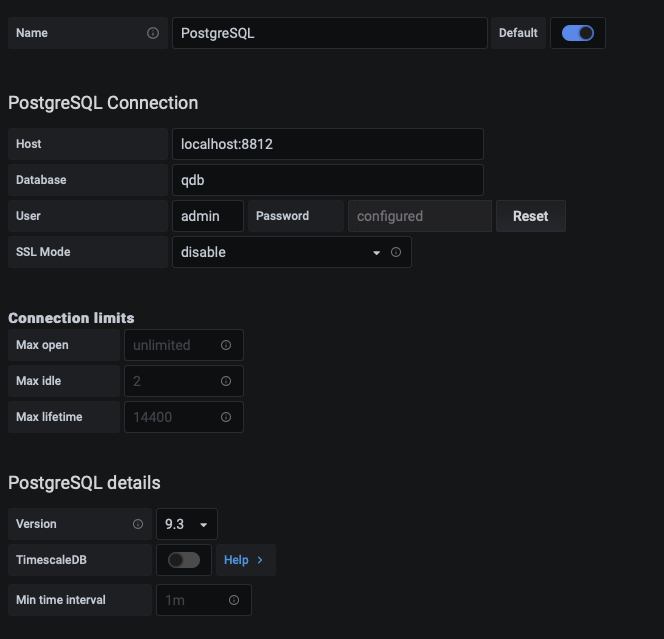 Name PostgreSQL Default
PostgreSQL Connection
Host localhost:8812
Database qdb
User admin Password configured Reset
SSL Mode disable
Connection limits
Max open unlimited
Max idle 2
Max lifetime 14400
PostgreSQL details
Version 9.3
TimescaleDB Help
Min time interval 1m